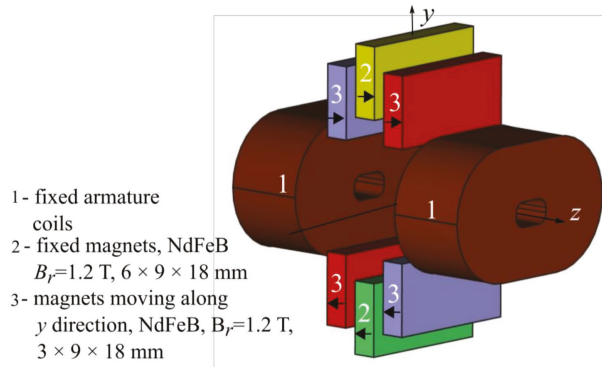 y
2
3
3
1
1
z
3
3
2
1 - fixed armature
coils
2 - fixed magnets, NdFeB
Br=1.2 T, 6 × 9 × 18 mm
3 - magnets moving along
y direction, NdFeB, Br=1.2 T,
3 × 9 × 18 mm